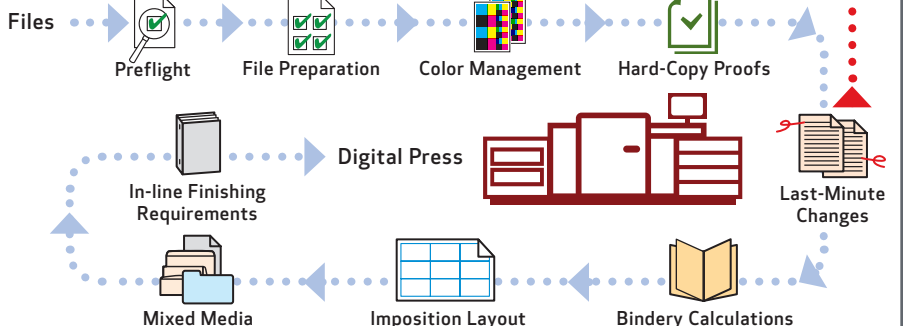 Files
Preflight
File Preparation
Color Management
Hard-Copy Proofs
Last-Minute
Changes
Bindery Calculations
Imposition Layout
Mixed Media
In-line Finishing
Requirements
Digital Press